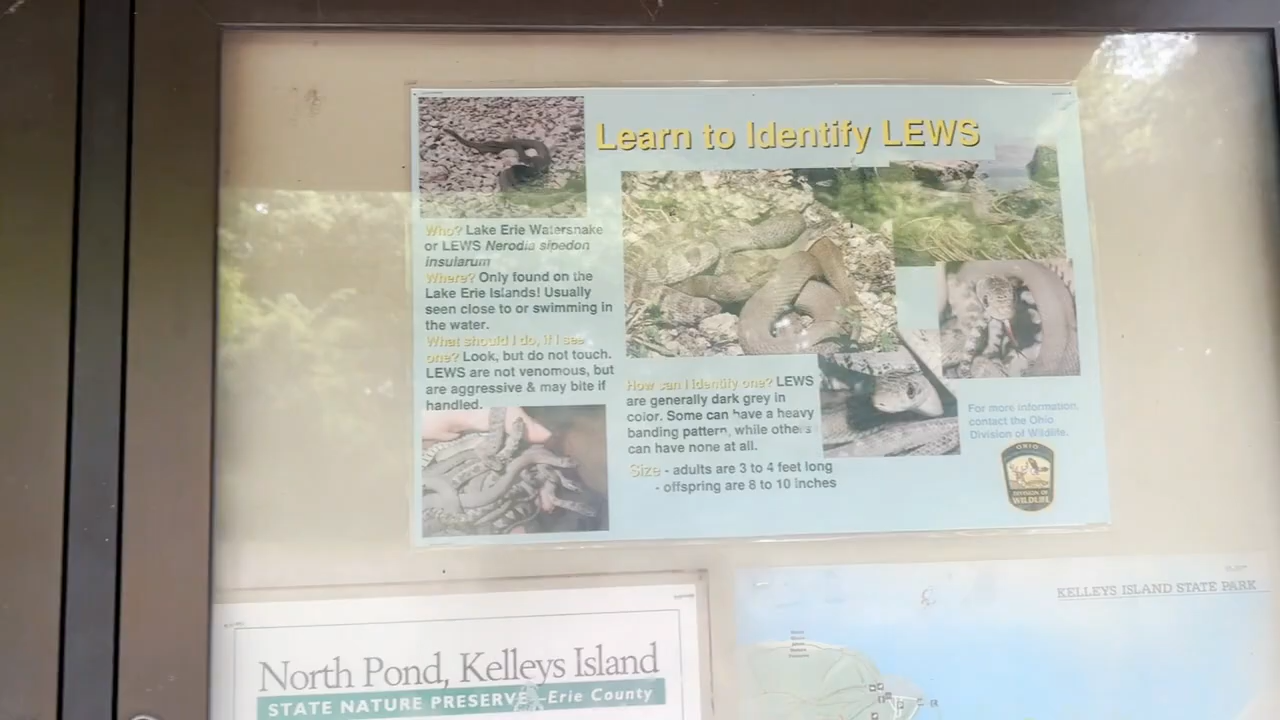 Learn to Identify LEWS
Who? Lake Erie Watersnake
or LEWS Nerodia sipedon
insularum
Where? Only found on the
Lake Erie Islands! Usually
seen close to or swimming in
the water.
What should I do, if I see
one? Look, but do not touch.
LEWS are not venomous, but
are aggressive & may bite if
handled.
How can I identify one? LEWS
are generally dark grey in
color. Some can have a heavy
banding pattern, while others
can have none at all.
Size - adults are 3 to 4 feet long
- offspring are 8 to 10 inches
For more information,
contact the Ohio
Division of Wildlife.
OHIO
DIVISION OF
WILDLIFE
North Pond, Kelleys Island
STATE NATURE PRESERVE—Erie County
KELLEYS ISLAND STATE PARK